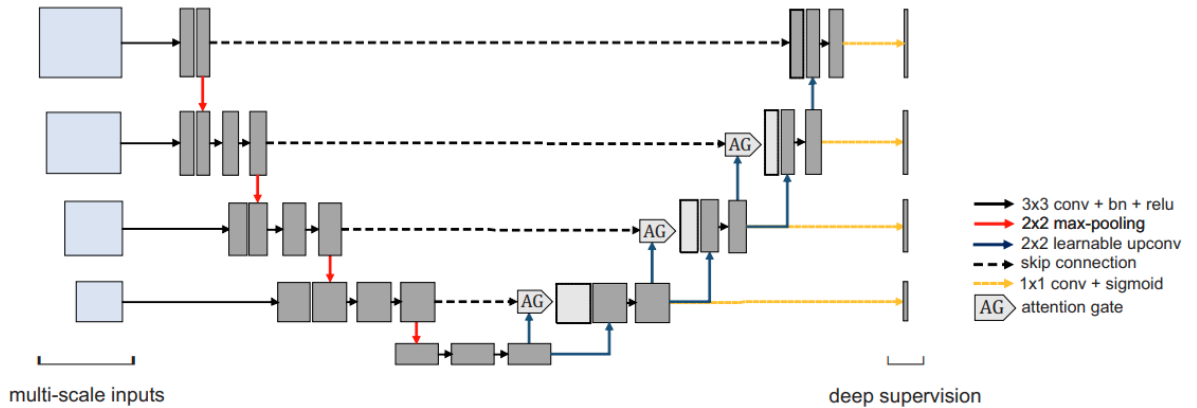 AG
AG
AG
3x3 conv + bn + relu
2x2 max-pooling
2x2 learnable upconv
skip connection
1x1 conv + sigmoid
AG attention gate
multi-scale inputs
deep supervision